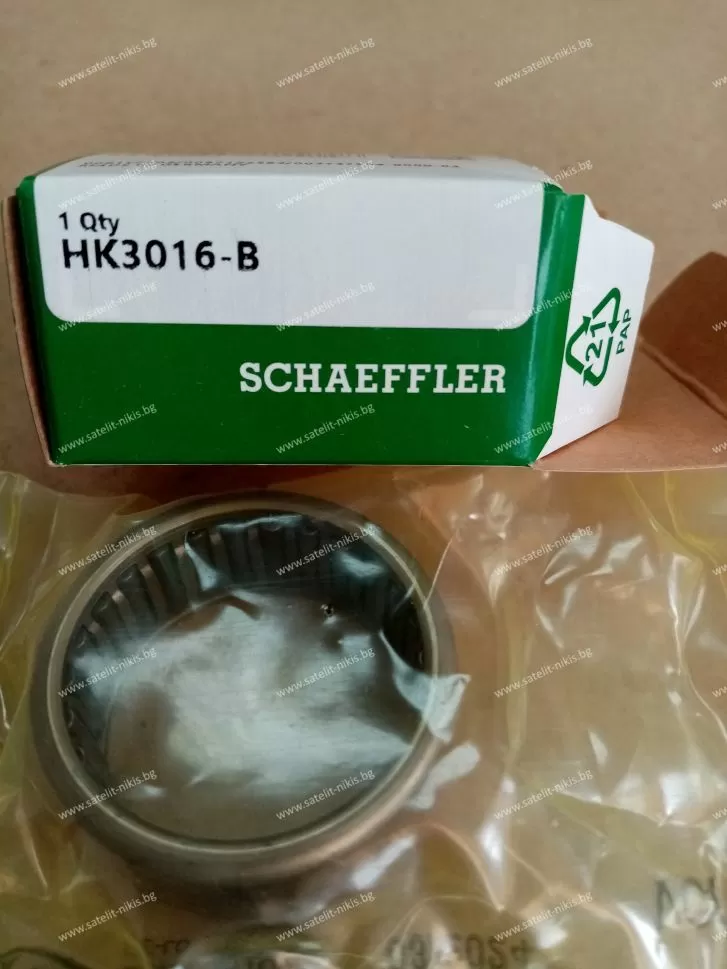 1 Qty
HK3016-B
SCHAEFFLER
21
PAP
www.satelit-nikis.bg